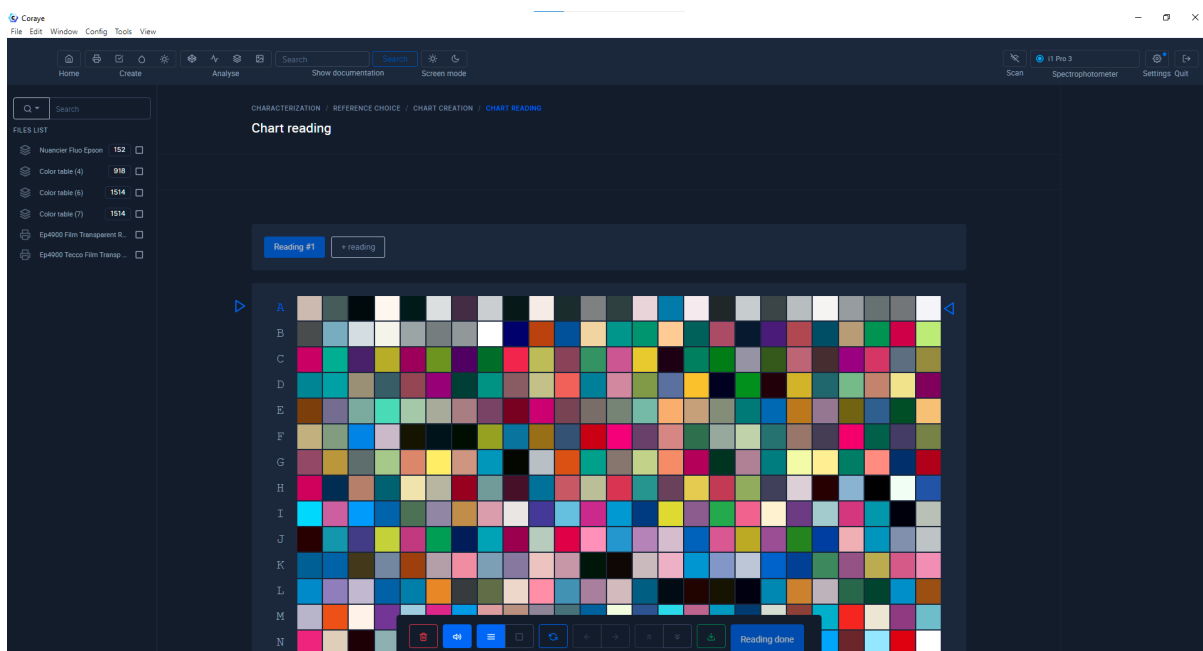 Coraye
File Edit Window Config Tools View
Search Search
i1 Pro 3
Home Create Analyse Show documentation Screen mode Scan Spectrophotometer Settings Quit
Search
FILES LIST
Nuancier Fluo Epson 152
Color table (4) 918
Color table (6) 1514
Color table (7) 1514
Ep4900 Film Transparent R...
Ep4900 Tecco Film Transp ...
CHARACTERIZATION / REFERENCE CHOICE / CHART CREATION / CHART READING
Chart reading
Reading #1 + reading
A
B
C
D
E
F
G
H
I
J
K
L
M
N
Reading done